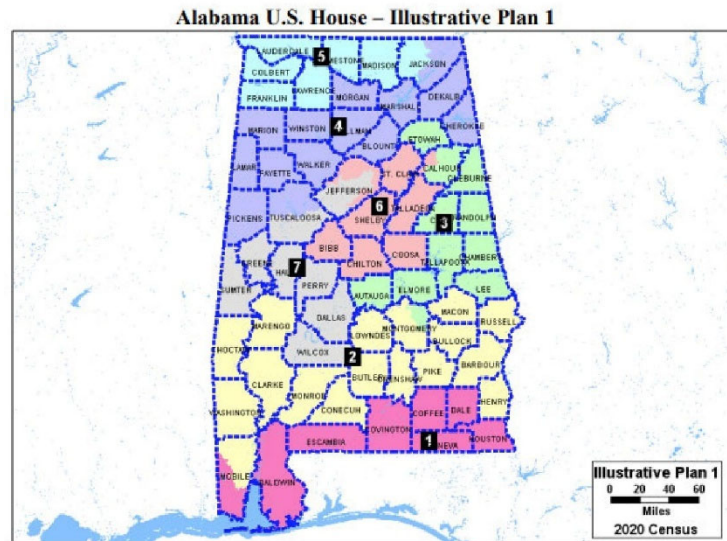 Alabama U.S. House – Illustrative Plan 1
LAUDERDALE
5
MADISON
JACKSON
COLBERT
FRANKLIN
MORGAN
MARSHAL
DEKALB
CHEROKEE
MARION
WINSTON
4
BLOUNT
ETOWAH
LAMAR
FAYETTE
WALKER
JEFFERSON
ST. CLAIR
CALHOUN
CLEBURNE
PICKENS
TUSCALOOSA
6
SHELBY
3
BIBB
CHILTON
COOSA
TALLAPOOSA
CHAMBERS
SUMTER
7
PERRY
AUTAUGA
ELMORE
LEE
MARENGO
DALLAS
LOWNDES
MONTGOMERY
MACON
RUSSELL
BULLOCK
WILCOX
2
BUTLER
PIKE
BARBOUR
CLARKE
MONROE
CONECUH
HENRY
WASHINGTON
COFFEE
DALE
ESCAMBIA
COVINGTON
1
HOUSTON
MOBILE
BALDWIN
Illustrative Plan 1
0 20 40 60
Miles
2020 Census